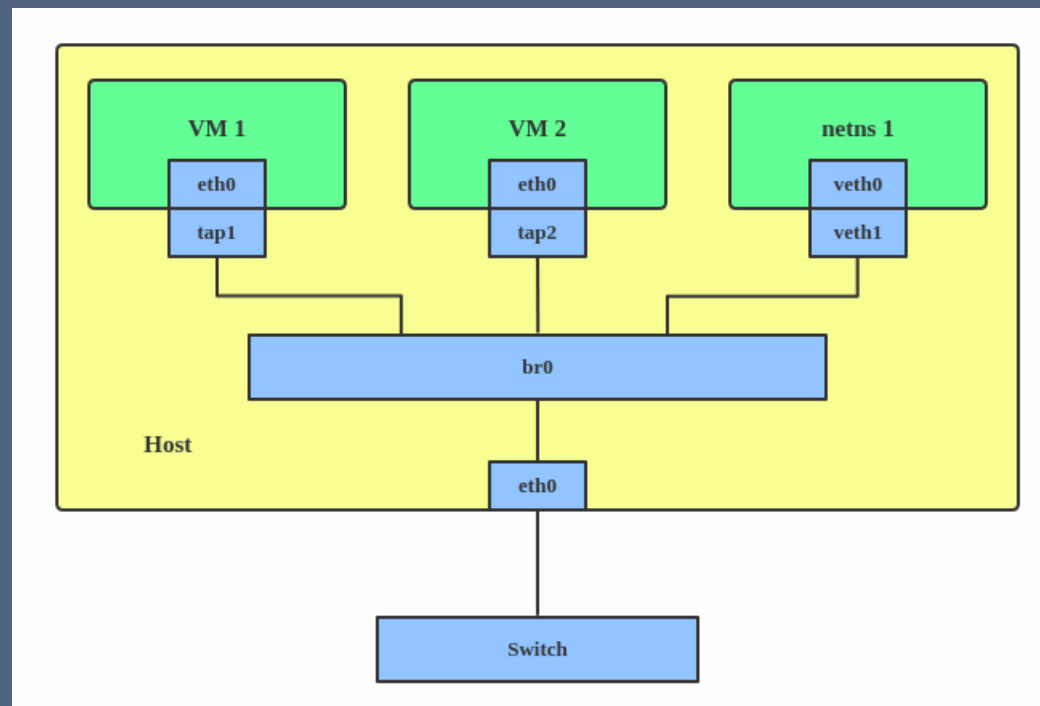 VM 1
VM 2
netns 1
eth0
eth0
veth0
tap1
tap2
veth1
br0
Host
eth0
Switch